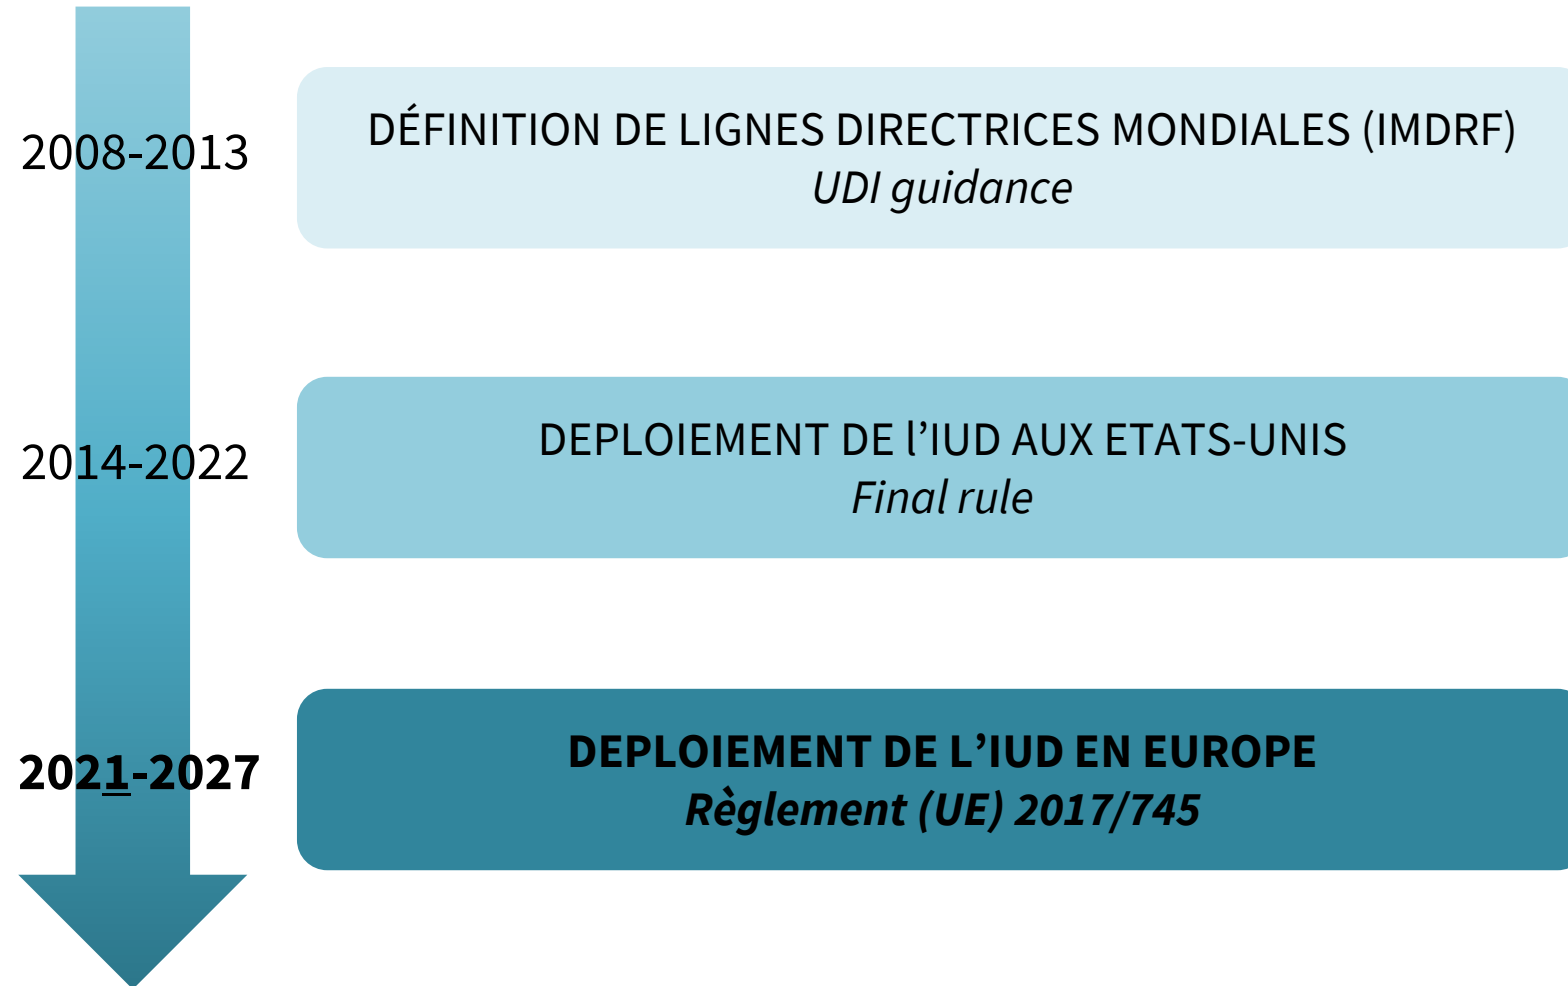 2008-2013
DÉFINITION DE LIGNES DIRECTRICES MONDIALES (IMDRF)
UDI guidance
2014-2022
DEPLOIEMENT DE l’IUD AUX ETATS-UNIS
Final rule
2021-2027
DEPLOIEMENT DE L’IUD EN EUROPE
Règlement (UE) 2017/745